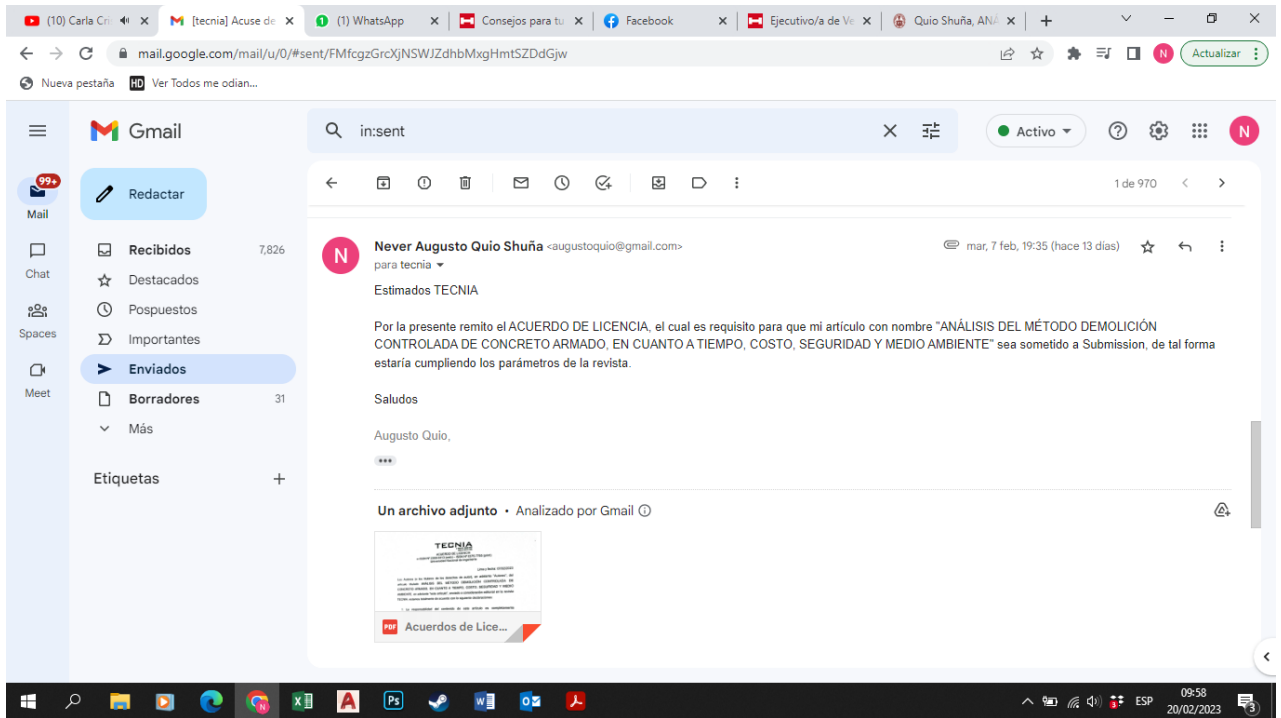 (10) Carla Cri
[tecnia] Acuse de
(1) WhatsApp
Consejos para tu
Facebook
Ejecutivo/a de Ve
Quio Shuña, ANÁ
mail.google.com/mail/u/0/#sent/FMfcgzGrcXjNSWJZdhbMxgHmtSZDdGjw
N
Actualizar
Nueva pestaña
HD Ver Todos me odian...
Gmail
in:sent
Activo
N
99+
Mail
Chat
Spaces
Meet
Redactar
Recibidos 7,826
Destacados
Pospuestos
Importantes
Enviados
Borradores 31
Más
Etiquetas
1 de 970
N
Never Augusto Quio Shuña <augustoquio@gmail.com>
mar, 7 feb, 19:35 (hace 13 días)
para tecnia
Estimados TECNIA
Por la presente remito el ACUERDO DE LICENCIA, el cual es requisito para que mi artículo con nombre "ANÁLISIS DEL MÉTODO DEMOLICIÓN
CONTROLADA DE CONCRETO ARMADO, EN CUANTO A TIEMPO, COSTO, SEGURIDAD Y MEDIO AMBIENTE" sea sometido a Submission, de tal forma
estaría cumpliendo los parámetros de la revista.
Saludos
Augusto Quio,
Un archivo adjunto • Analizado por Gmail
TECNIA
PDF Acuerdos de Lice...
ESP
09:58
20/02/2023
3